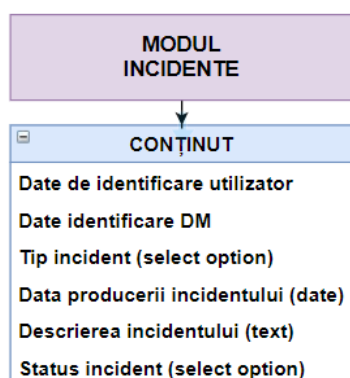 MODUL
INCIDENTE
CONȚINUT
Date de identificare utilizator
Date identificare DM
Tip incident (select option)
Data producerii incidentului (date)
Descrierea incidentului (text)
Status incident (select option)